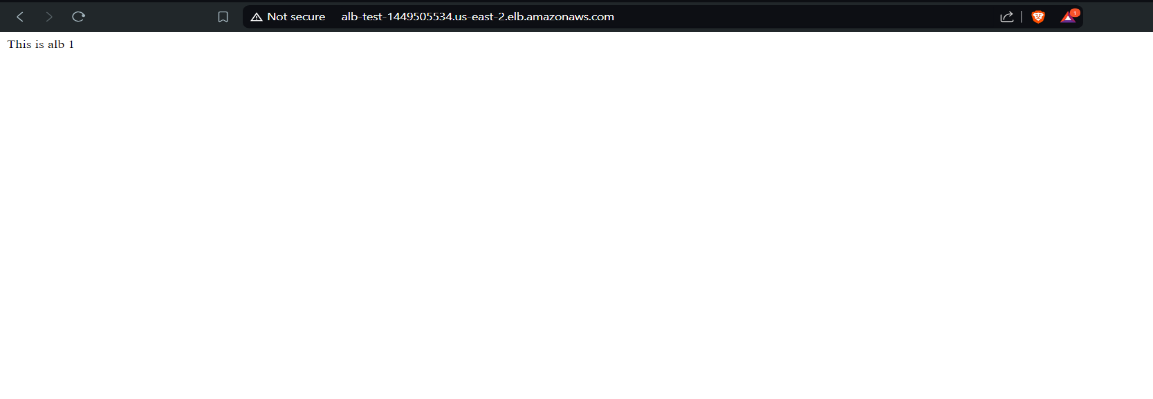 Not secure alb-test-1449505534.us-east-2.elb.amazonaws.com
This is alb 1